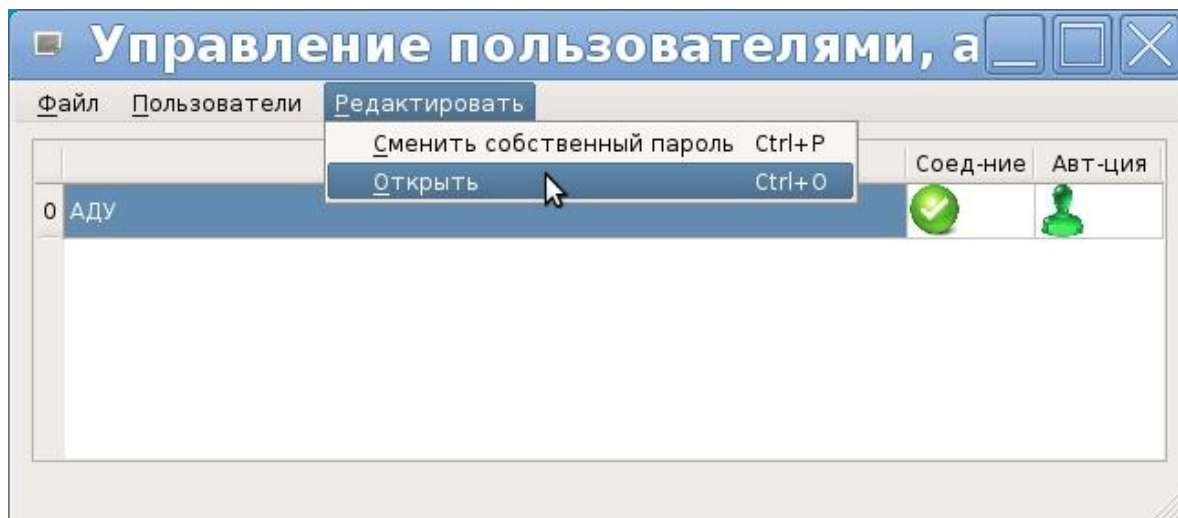 Управление пользователями, а
Файл Пользователи Редактировать
Сменить собственный пароль Ctrl+P
Соед-ние Авт-ция
Открыть Ctrl+O
0 АДУ